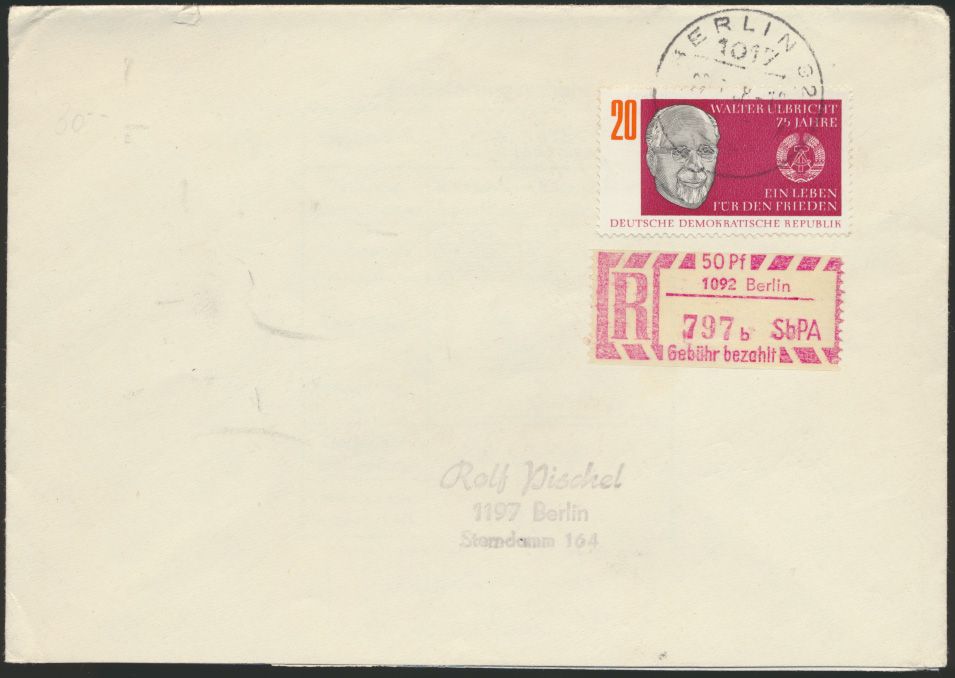 BERLIN
1017
20
WALTER ULBRICHT
75 JAHRE
EIN LEBEN
FÜR DEN FRIEDEN
DEUTSCHE DEMOKRATISCHE REPUBLIK
50 Pf
1092 Berlin
R
797 b SbPA
Gebühr bezahlt
Rolf Pischel
1197 Berlin
Sterndamm 164